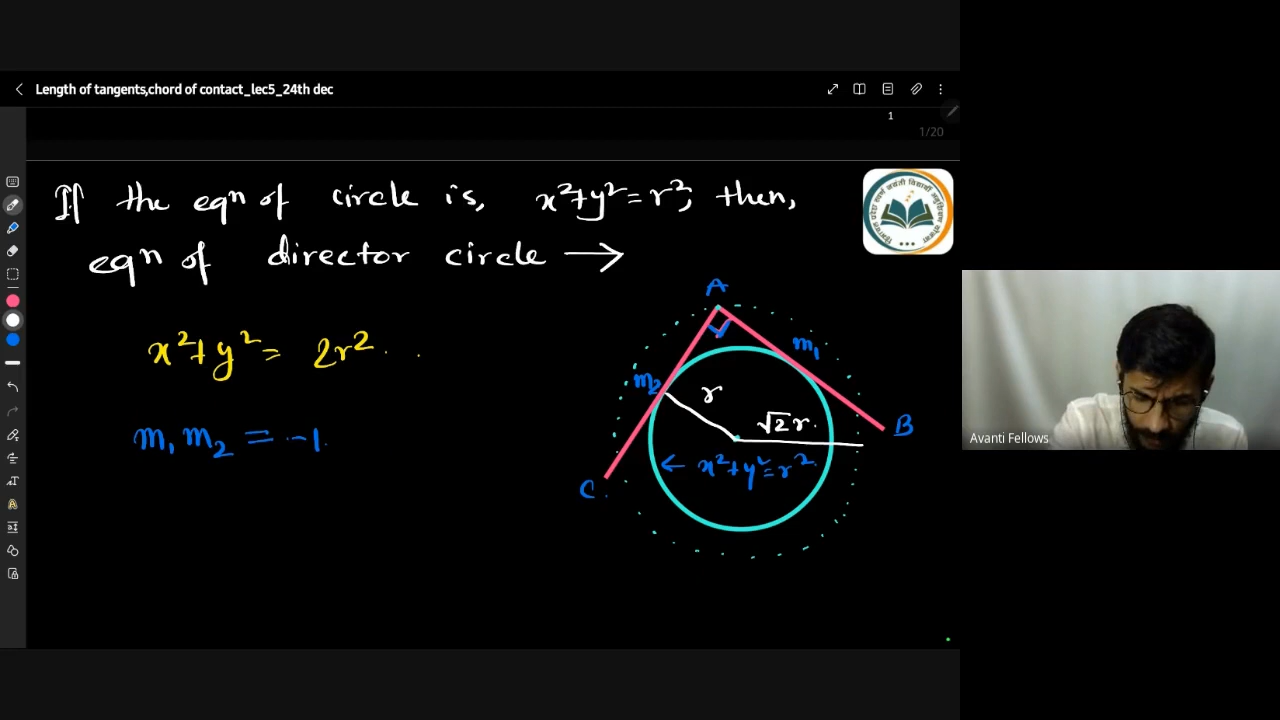 Length of tangents,chord of contact_lec5_24th dec
1
1/20
If the eqn of circle is, x²+y²=r², then,
eqn of director circle →
A
x²+y²= 2r².
m₁
m₂
r
√2r.
B
m₁m₂ = -1.
← x²+y²=r².
C.
Avanti Fellows